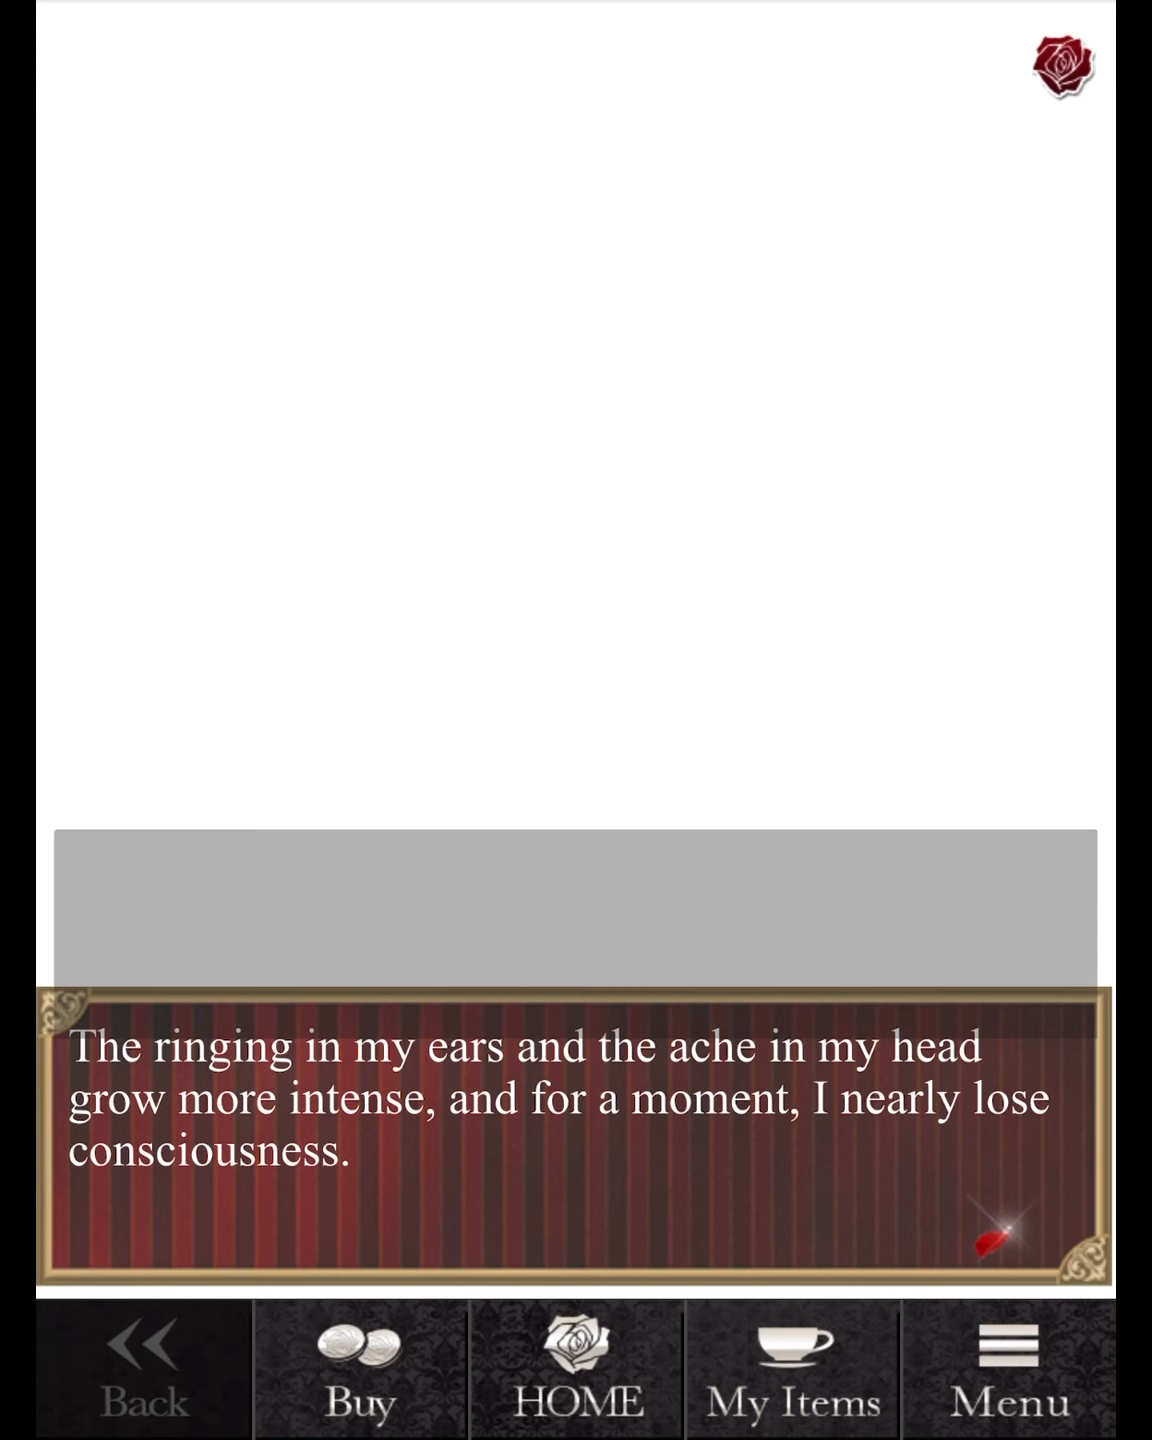 The ringing in my ears and the ache in my head
grow more intense, and for a moment, I nearly lose
consciousness.
Back
Buy
HOME
My Items
Menu